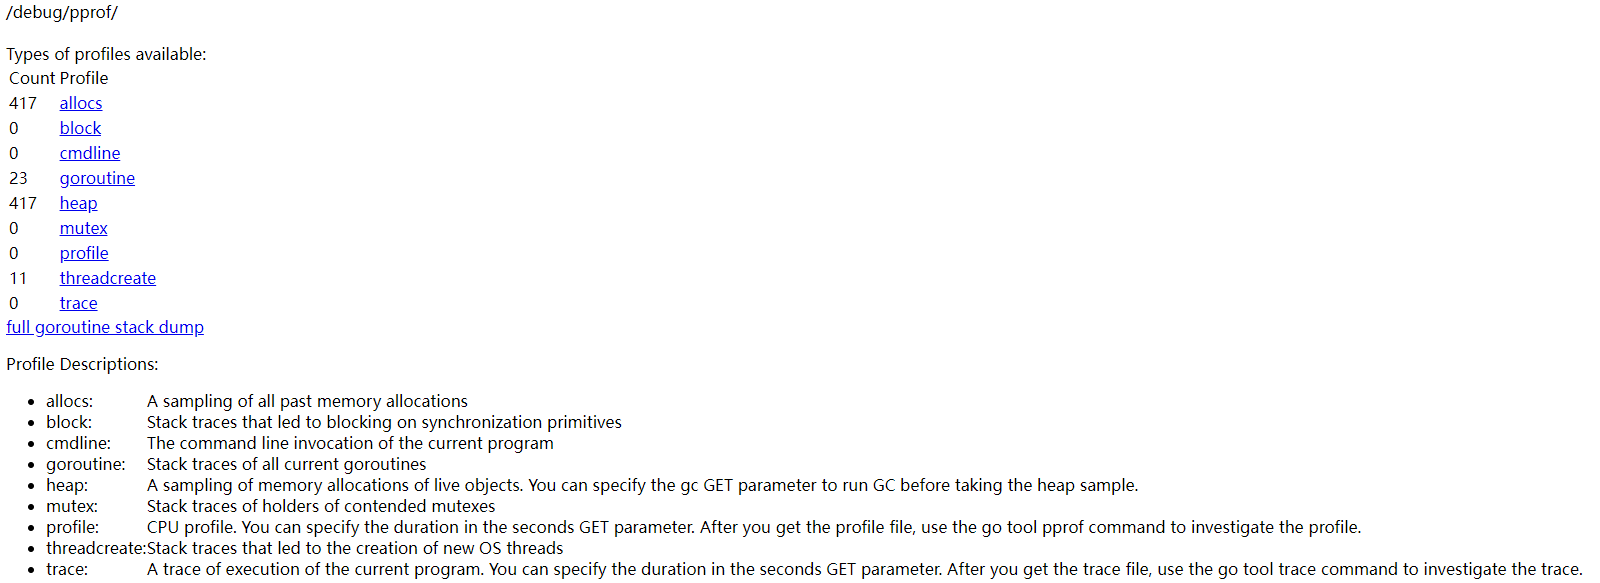 /debug/pprof/
Types of profiles available:
Count Profile
417 allocs
0 block
0 cmdline
23 goroutine
417 heap
0 mutex
0 profile
11 threadcreate
0 trace
full goroutine stack dump
Profile Descriptions:
• allocs: A sampling of all past memory allocations
• block: Stack traces that led to blocking on synchronization primitives
• cmdline: The command line invocation of the current program
• goroutine: Stack traces of all current goroutines
• heap: A sampling of memory allocations of live objects. You can specify the gc GET parameter to run GC before taking the heap sample.
• mutex: Stack traces of holders of contended mutexes
• profile: CPU profile. You can specify the duration in the seconds GET parameter. After you get the profile file, use the go tool pprof command to investigate the profile.
• threadcreate: Stack traces that led to the creation of new OS threads
• trace: A trace of execution of the current program. You can specify the duration in the seconds GET parameter. After you get the trace file, use the go tool trace command to investigate the trace.